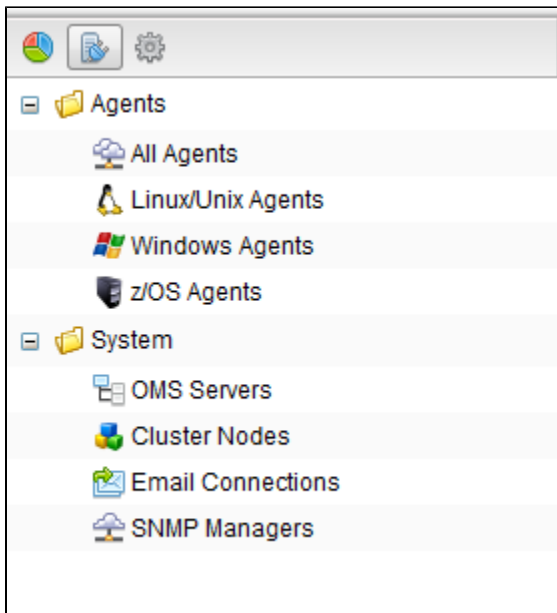 Agents
All Agents
Linux/Unix Agents
Windows Agents
z/OS Agents
System
OMS Servers
Cluster Nodes
Email Connections
SNMP Managers